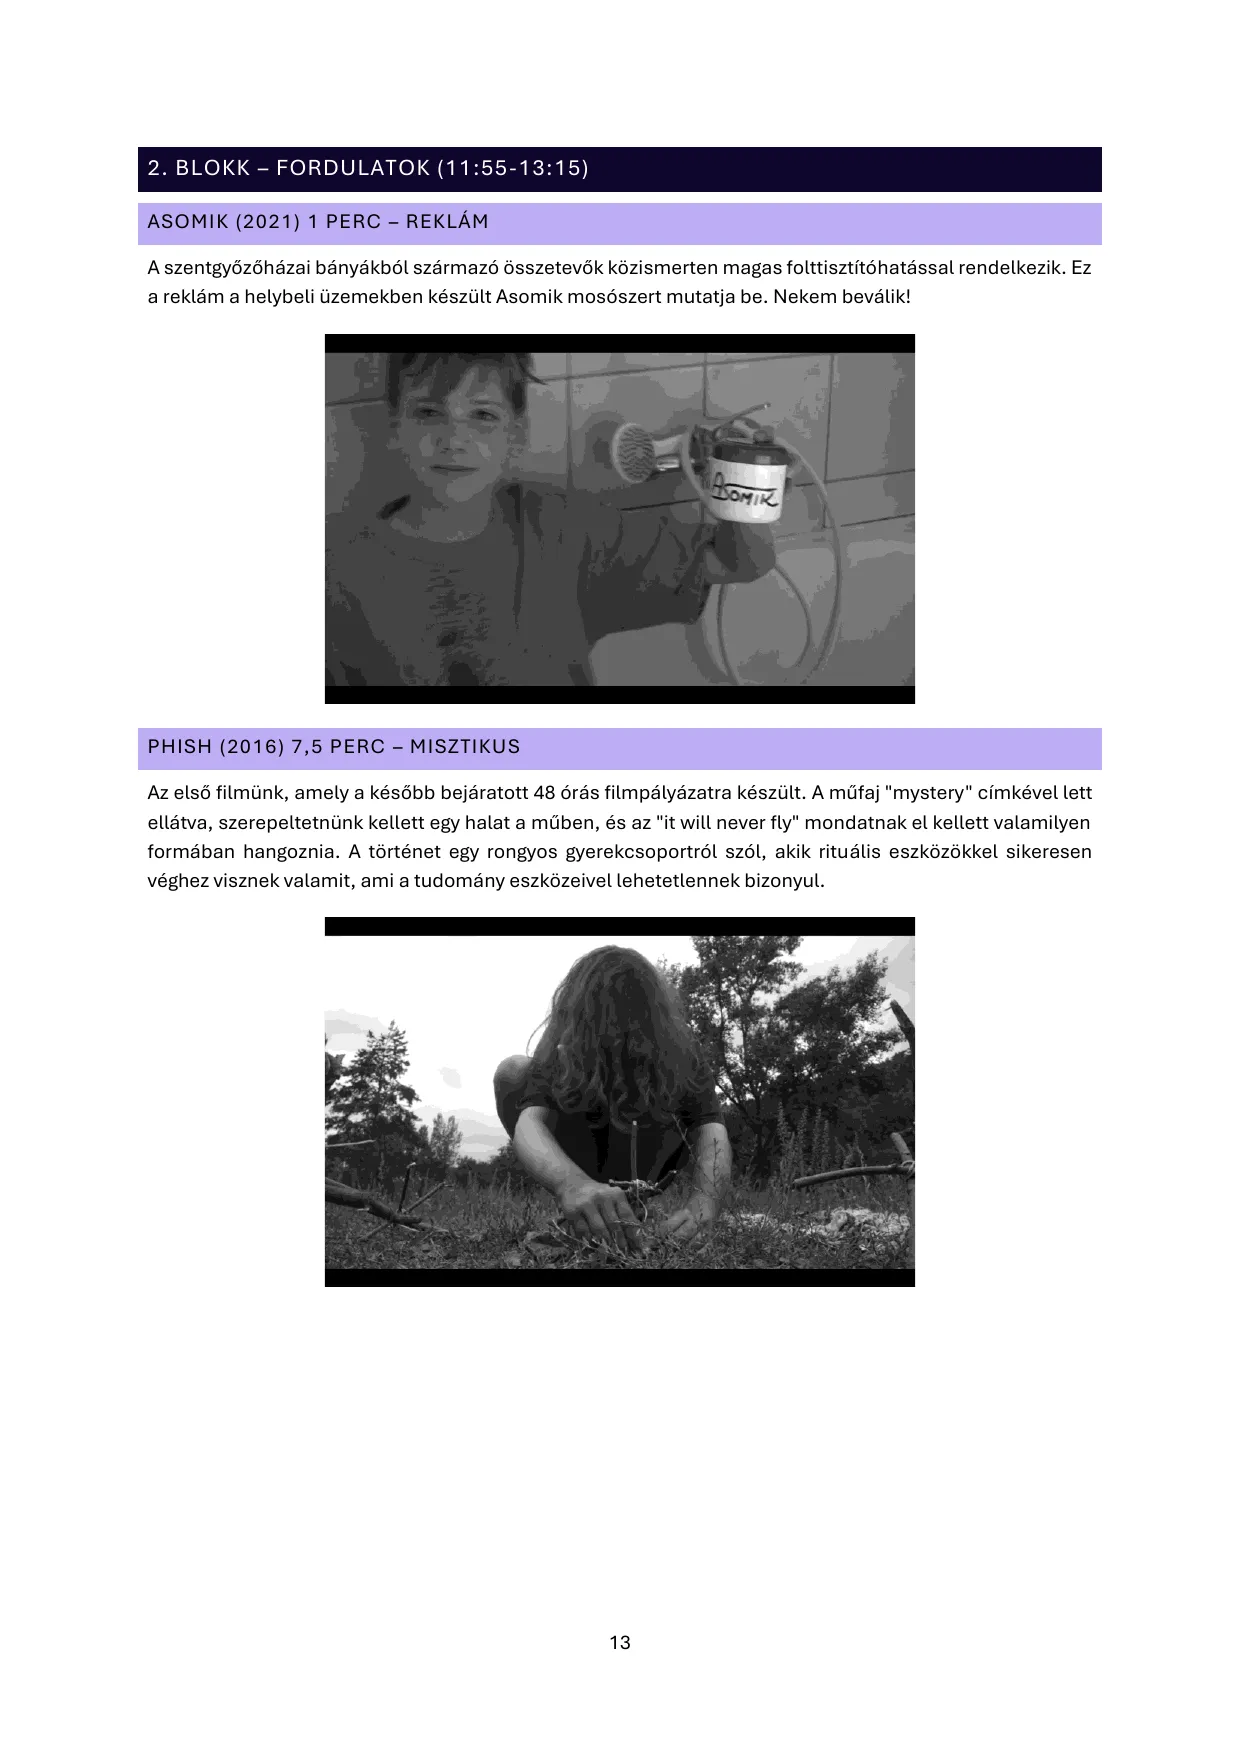 2. BLOKK – FORDULATOK (11:55-13:15)
ASOMIK (2021) 1 PERC – REKLÁM
A szentgyőzőházai bányákból származó összetevők közismerten magas folttisztítóhatással rendelkezik. Ez
a reklám a helybeli üzemekben készült Asomik mosószert mutatja be. Nekem beválik!
ASOMIK
PHISH (2016) 7,5 PERC – MISZTIKUS
Az első filmünk, amely a később bejáratott 48 órás filmpályázatra készült. A műfaj "mystery" címkével lett
ellátva, szerepeltetnünk kellett egy halat a műben, és az "it will never fly" mondatnak el kellett valamilyen
formában hangoznia. A történet egy rongyos gyerekcsoportról szól, akik rituális eszközökkel sikeresen
véghez visznek valamit, ami a tudomány eszközeivel lehetetlennek bizonyul.
13